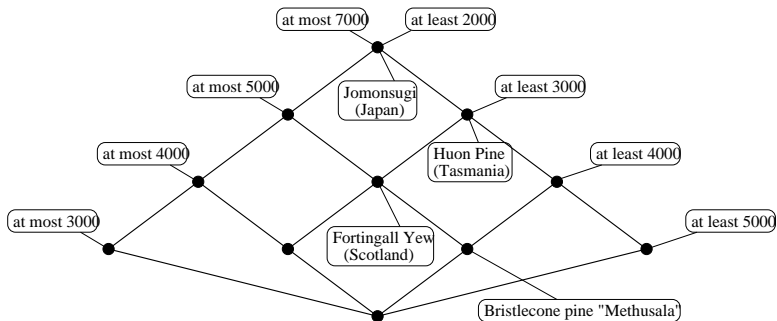 at most 7000
at least 2000
at most 5000
Jomonsugi
(Japan)
at least 3000
at most 4000
Huon Pine
(Tasmania)
at least 4000
at most 3000
Fortingall Yew
(Scotland)
at least 5000
Bristlecone pine "Methusala"